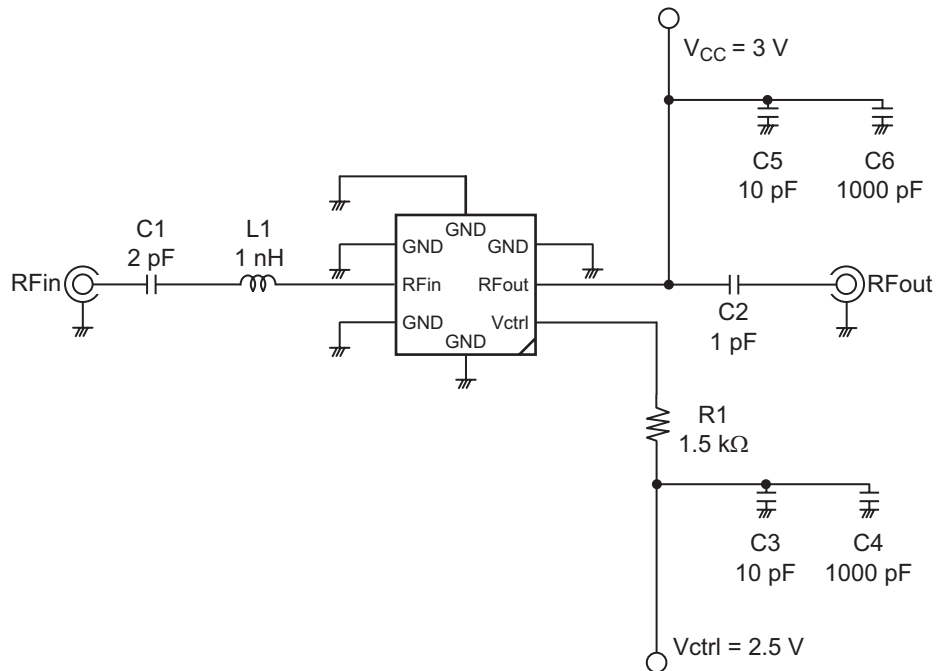 V_CC = 3 V
C5
10 pF
C6
1000 pF
C1
2 pF
L1
1 nH
GND
GND
GND
RFin
RFin
RFout
RFout
GND
Vctrl
GND
C2
1 pF
R1
1.5 kΩ
C3
10 pF
C4
1000 pF
Vctrl = 2.5 V